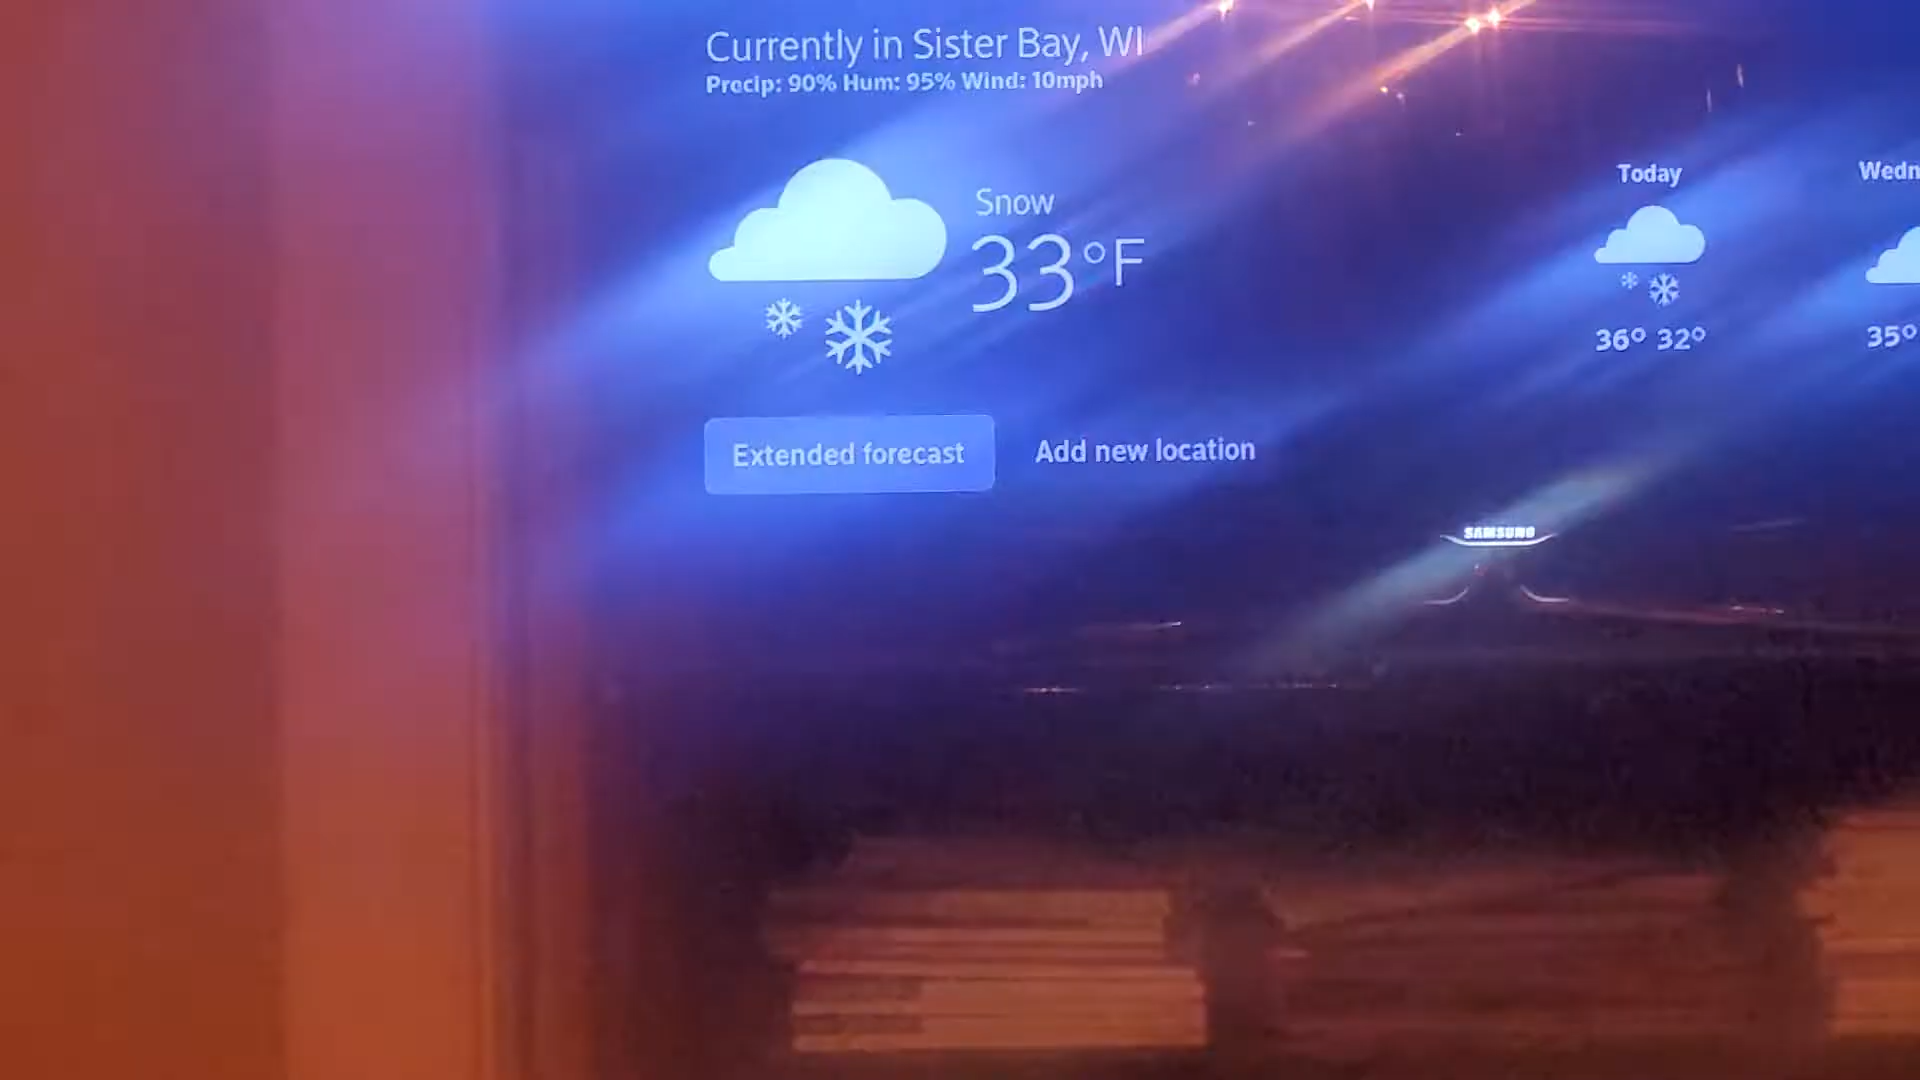 Currently in Sister Bay, WI
Precip: 90% Hum: 95% Wind: 10mph
Snow
33°F
Today
36° 32°
Wedn
35°
Extended forecast
Add new location
SAMSUNG